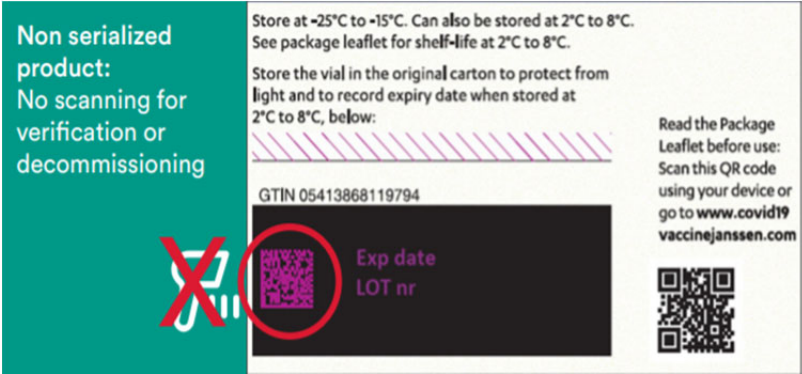 Non serialized
product:
No scanning for
verification or
decommissioning
Store at -25°C to -15°C. Can also be stored at 2°C to 8°C.
See package leaflet for shelf-life at 2°C to 8°C.
Store the vial in the original carton to protect from
light and to record expiry date when stored at
2°C to 8°C, below:
GTIN 05413868119794
Exp date
LOT nr
Read the Package
Leaflet before use:
Scan this QR code
using your device or
go to www.covid19
vaccinejanssen.com